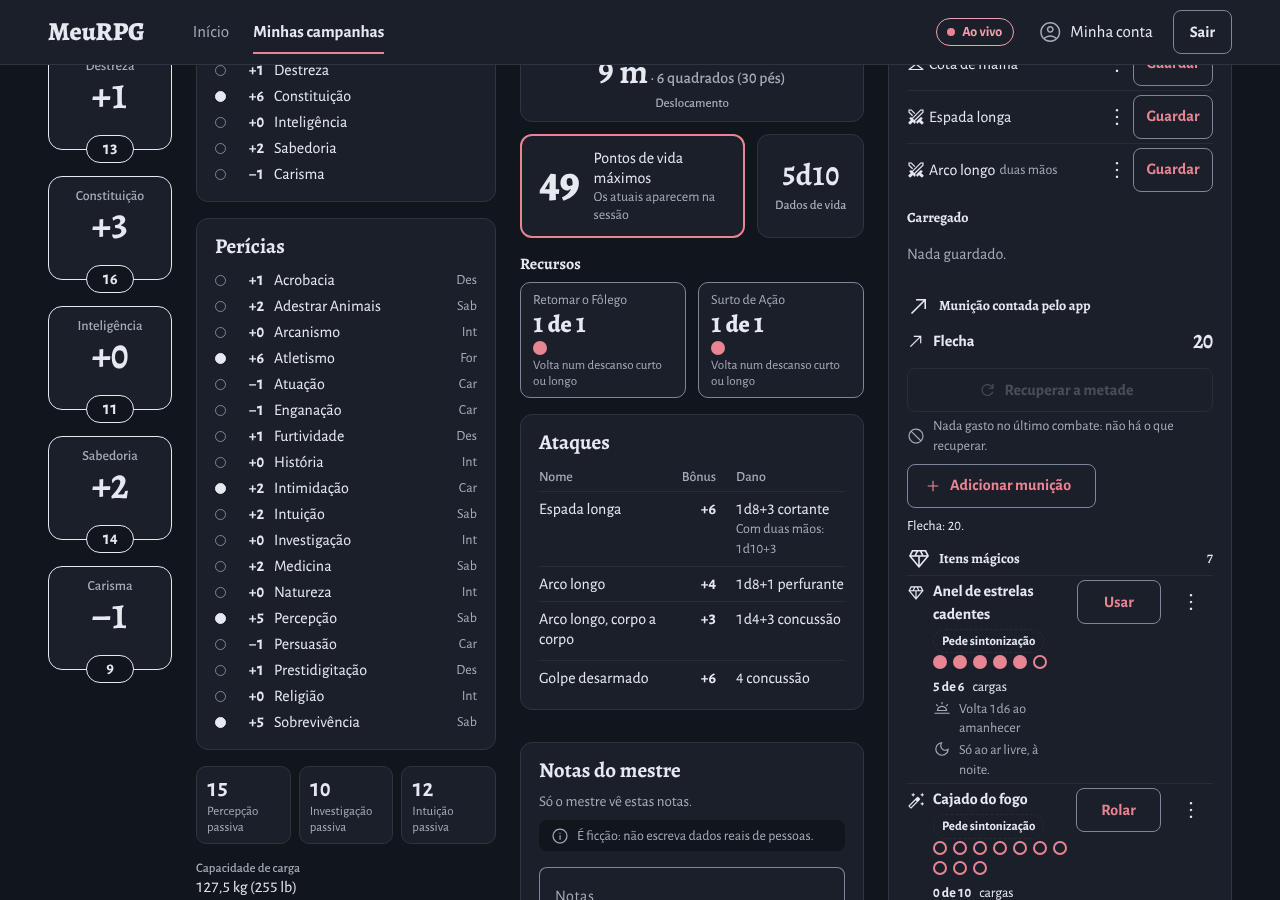 MeuRPG
Início
Minhas campanhas
Ao vivo
Minha conta
Sair
Destreza
+1
13
Constituição
+3
16
Inteligência
+0
11
Sabedoria
+2
14
Carisma
−1
9
+1 Destreza
+6 Constituição
+0 Inteligência
+2 Sabedoria
−1 Carisma
Perícias
+1 Acrobacia Des
+2 Adestrar Animais Sab
+0 Arcanismo Int
+6 Atletismo For
−1 Atuação Car
−1 Enganação Car
+1 Furtividade Des
+0 História Int
+2 Intimidação Car
+2 Intuição Sab
+0 Investigação Int
+2 Medicina Sab
+0 Natureza Int
+5 Percepção Sab
−1 Persuasão Car
+1 Prestidigitação Des
+0 Religião Int
+5 Sobrevivência Sab
15
Percepção
passiva
10
Investigação
passiva
12
Intuição
passiva
Capacidade de carga
127,5 kg (255 lb)
9 m · 6 quadrados (30 pés)
Deslocamento
49
Pontos de vida
máximos
Os atuais aparecem na
sessão
5d10
Dados de vida
Recursos
Retomar o Fôlego
1 de 1
Volta num descanso curto
ou longo
Surto de Ação
1 de 1
Volta num descanso curto
ou longo
Ataques
Nome Bônus Dano
Espada longa +6 1d8+3 cortante
Com duas mãos:
1d10+3
Arco longo +4 1d8+1 perfurante
Arco longo, corpo a
corpo
+3 1d4+3 concussão
Golpe desarmado +6 4 concussão
Notas do mestre
Só o mestre vê estas notas.
É ficção: não escreva dados reais de pessoas.
Notas
Cota de malha Guardar
Espada longa Guardar
Arco longo duas mãos Guardar
Carregado
Nada guardado.
Munição contada pelo app
Flecha 20
Recuperar a metade
Nada gasto no último combate: não há o que
recuperar.
Adicionar munição
Flecha: 20.
Itens mágicos 7
Anel de estrelas
cadentes
Usar
Pede sintonização
5 de 6 cargas
Volta 1d6 ao
amanhecer
Só ao ar livre, à
noite.
Cajado do fogo
Rolar
Pede sintonização
0 de 10 cargas